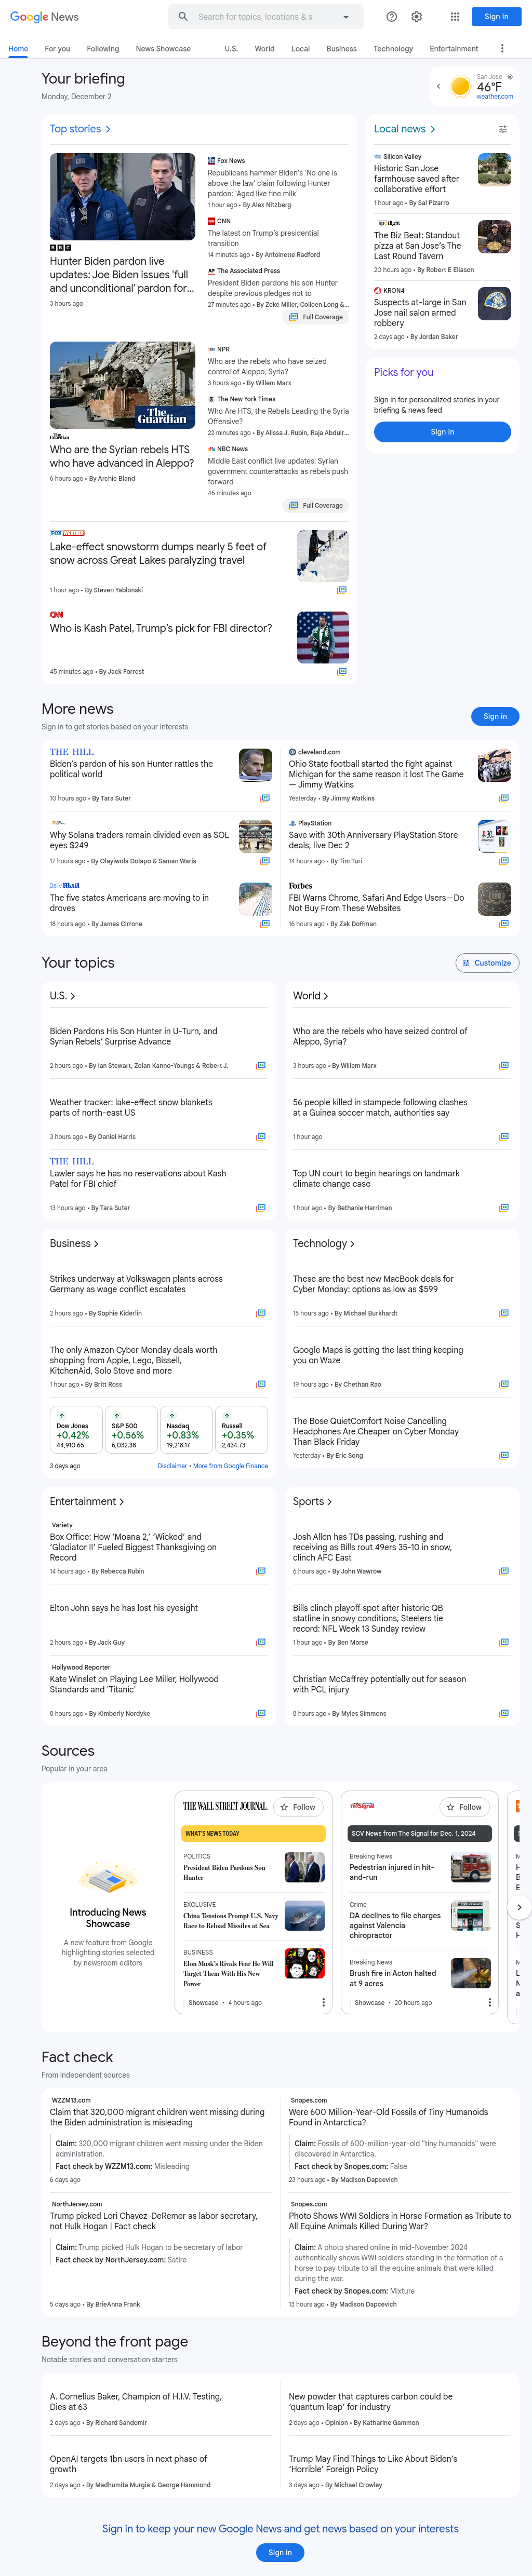 Google News
Search for topics, locations & s
Sign in
Home
For you
Following
News Showcase
U.S.
World
Local
Business
Technology
Entertainment
Your briefing
Monday, December 2
San Jose
46°F
weather.com
Top stories
BBC
Hunter Biden pardon live
updates: Joe Biden issues 'full
and unconditional' pardon for...
3 hours ago
Fox News
Republicans hammer Biden's 'No one is
above the law' claim following Hunter
pardon: 'Aged like fine milk'
1 hour ago • By Alex Nitzberg
CNN
The latest on Trump's presidential
transition
14 minutes ago • By Antoinette Radford
AP The Associated Press
President Biden pardons his son Hunter
despite previous pledges not to
27 minutes ago • By Zeke Miller, Colleen Long &...
Full Coverage
The Guardian
The Guardian
Who are the Syrian rebels HTS
who have advanced in Aleppo?
6 hours ago • By Archie Bland
NPR
Who are the rebels who have seized
control of Aleppo, Syria?
3 hours ago • By Willem Marx
The New York Times
Who Are HTS, the Rebels Leading the Syria
Offensive?
22 minutes ago • By Alissa J. Rubin, Raja Abdulr...
NBC News
Middle East conflict live updates: Syrian
government counterattacks as rebels push
forward
46 minutes ago
Full Coverage
FOX WEATHER
Lake-effect snowstorm dumps nearly 5 feet of
snow across Great Lakes paralyzing travel
1 hour ago • By Steven Yablonski
CNN
Who is Kash Patel, Trump's pick for FBI director?
45 minutes ago • By Jack Forrest
Local news
Silicon Valley
Historic San Jose
farmhouse saved after
collaborative effort
1 hour ago • By Sal Pizarro
The Biz Beat: Standout
pizza at San Jose's The
Last Round Tavern
20 hours ago • By Robert E Eliason
KRON4
Suspects at-large in San
Jose nail salon armed
robbery
2 days ago • By Jordan Baker
Picks for you
Sign in for personalized stories in your
briefing & news feed
Sign in
More news
Sign in to get stories based on your interests
Sign in
THE HILL
Biden's pardon of his son Hunter rattles the
political world
10 hours ago • By Tara Suter
Why Solana traders remain divided even as SOL
eyes $249
17 hours ago • By Olayiwola Dolapo & Saman Waris
Daily Mail
The five states Americans are moving to in
droves
18 hours ago • By James Cirrone
cleveland.com
Ohio State football started the fight against
Michigan for the same reason it lost The Game
— Jimmy Watkins
Yesterday • By Jimmy Watkins
PlayStation
Save with 30th Anniversary PlayStation Store
deals, live Dec 2
14 hours ago • By Tim Turi
Forbes
FBI Warns Chrome, Safari And Edge Users—Do
Not Buy From These Websites
16 hours ago • By Zak Doffman
Your topics
Customize
U.S.
Biden Pardons His Son Hunter in U-Turn, and
Syrian Rebels' Surprise Advance
2 hours ago • By Ian Stewart, Zolan Kanno-Youngs & Robert J.
Weather tracker: lake-effect snow blankets
parts of north-east US
3 hours ago • By Daniel Harris
THE HILL
Lawler says he has no reservations about Kash
Patel for FBI chief
13 hours ago • By Tara Suter
World
Who are the rebels who have seized control of
Aleppo, Syria?
3 hours ago • By Willem Marx
56 people killed in stampede following clashes
at a Guinea soccer match, authorities say
1 hour ago
Top UN court to begin hearings on landmark
climate change case
1 hour ago • By Bethanie Harriman
Business
Strikes underway at Volkswagen plants across
Germany as wage conflict escalates
2 hours ago • By Sophie Kiderlin
The only Amazon Cyber Monday deals worth
shopping from Apple, Lego, Bissell,
KitchenAid, Solo Stove and more
1 hour ago • By Britt Ross
Dow Jones
+0.42%
44,910.65
S&P 500
+0.56%
6,032.38
Nasdaq
+0.83%
19,218.17
Russell
+0.35%
2,434.73
3 days ago
Disclaimer • More from Google Finance
Technology
These are the best new MacBook deals for
Cyber Monday: options as low as $599
15 hours ago • By Michael Burkhardt
Google Maps is getting the last thing keeping
you on Waze
19 hours ago • By Chethan Rao
The Bose QuietComfort Noise Cancelling
Headphones Are Cheaper on Cyber Monday
Than Black Friday
Yesterday • By Eric Song
Entertainment
Variety
Box Office: How 'Moana 2,' 'Wicked' and
'Gladiator II' Fueled Biggest Thanksgiving on
Record
14 hours ago • By Rebecca Rubin
Elton John says he has lost his eyesight
2 hours ago • By Jack Guy
Hollywood Reporter
Kate Winslet on Playing Lee Miller, Hollywood
Standards and 'Titanic'
8 hours ago • By Kimberly Nordyke
Sports
Josh Allen has TDs passing, rushing and
receiving as Bills rout 49ers 35-10 in snow,
clinch AFC East
6 hours ago • By John Wawrow
Bills clinch playoff spot after historic QB
statline in snowy conditions, Steelers tie
record: NFL Week 13 Sunday review
1 hour ago • By Ben Morse
Christian McCaffrey potentially out for season
with PCL injury
8 hours ago • By Myles Simmons
Sources
Popular in your area
Introducing News
Showcase
A new feature from Google
highlighting stories selected
by newsroom editors
THE WALL STREET JOURNAL.
Follow
WHAT'S NEWS TODAY
POLITICS
President Biden Pardons Son
Hunter
EXCLUSIVE
China Tensions Prompt U.S. Navy
Race to Reload Missiles at Sea
BUSINESS
Elon Musk's Rivals Fear He Will
Target Them With His New
Power
Showcase • 4 hours ago
Signal
Follow
SCV News from The Signal for Dec. 1, 2024
Breaking News
Pedestrian injured in hit-
and-run
Crime
DA declines to file charges
against Valencia
chiropractor
Breaking News
Brush fire in Acton halted
at 9 acres
Showcase • 20 hours ago
Fact check
From independent sources
WZZM13.com
Claim that 320,000 migrant children went missing during
the Biden administration is misleading
Claim: 320,000 migrant children went missing under the Biden
administration.
Fact check by WZZM13.com: Misleading
6 days ago
NorthJersey.com
Trump picked Lori Chavez-DeRemer as labor secretary,
not Hulk Hogan | Fact check
Claim: Trump picked Hulk Hogan to be secretary of labor
Fact check by NorthJersey.com: Satire
5 days ago • By BrieAnna Frank
Snopes.com
Were 600 Million-Year-Old Fossils of Tiny Humanoids
Found in Antarctica?
Claim: Fossils of 600-million-year-old "tiny humanoids" were
discovered in Antarctica.
Fact check by Snopes.com: False
23 hours ago • By Madison Dapcevich
Snopes.com
Photo Shows WWI Soldiers in Horse Formation as Tribute to
All Equine Animals Killed During War?
Claim: A photo shared online in mid-November 2024
authentically shows WWI soldiers standing in the formation of a
horse to pay tribute to all the equine animals that were killed
during the war.
Fact check by Snopes.com: Mixture
13 hours ago • By Madison Dapcevich
Beyond the front page
Notable stories and conversation starters
A. Cornelius Baker, Champion of H.I.V. Testing,
Dies at 63
2 days ago • By Richard Sandomir
New powder that captures carbon could be
'quantum leap' for industry
2 days ago • Opinion • By Katharine Gammon
OpenAI targets 1bn users in next phase of
growth
2 days ago • By Madhumita Murgia & George Hammond
Trump May Find Things to Like About Biden's
'Horrible' Foreign Policy
3 days ago • By Michael Crowley
Sign in to keep your new Google News and get news based on your interests
Sign in